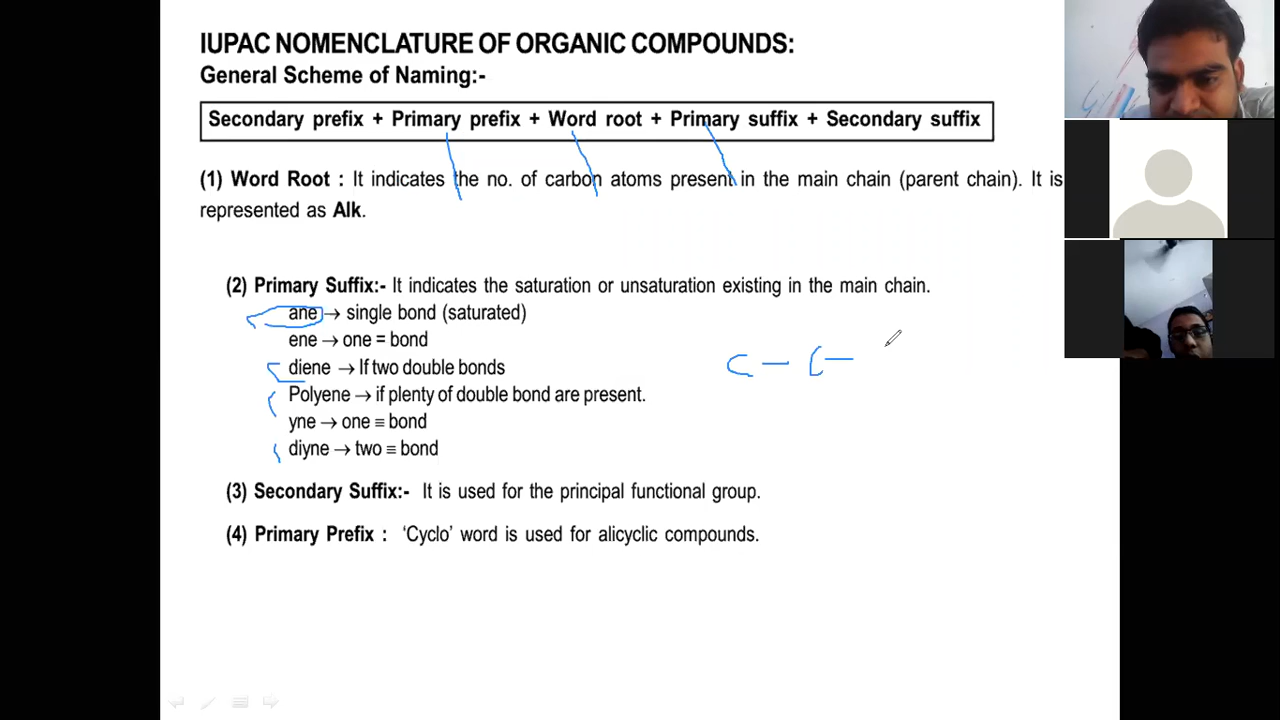 IUPAC NOMENCLATURE OF ORGANIC COMPOUNDS:
General Scheme of Naming:-
Secondary prefix + Primary prefix + Word root + Primary suffix + Secondary suffix
(1) Word Root : It indicates the no. of carbon atoms present in the main chain (parent chain). It is
represented as Alk.
(2) Primary Suffix:- It indicates the saturation or unsaturation existing in the main chain.
ane → single bond (saturated)
ene → one = bond
C – C –
diene → If two double bonds
Polyene → if plenty of double bond are present.
yne → one ≡ bond
diyne → two ≡ bond
(3) Secondary Suffix:- It is used for the principal functional group.
(4) Primary Prefix : ‘Cyclo’ word is used for alicyclic compounds.